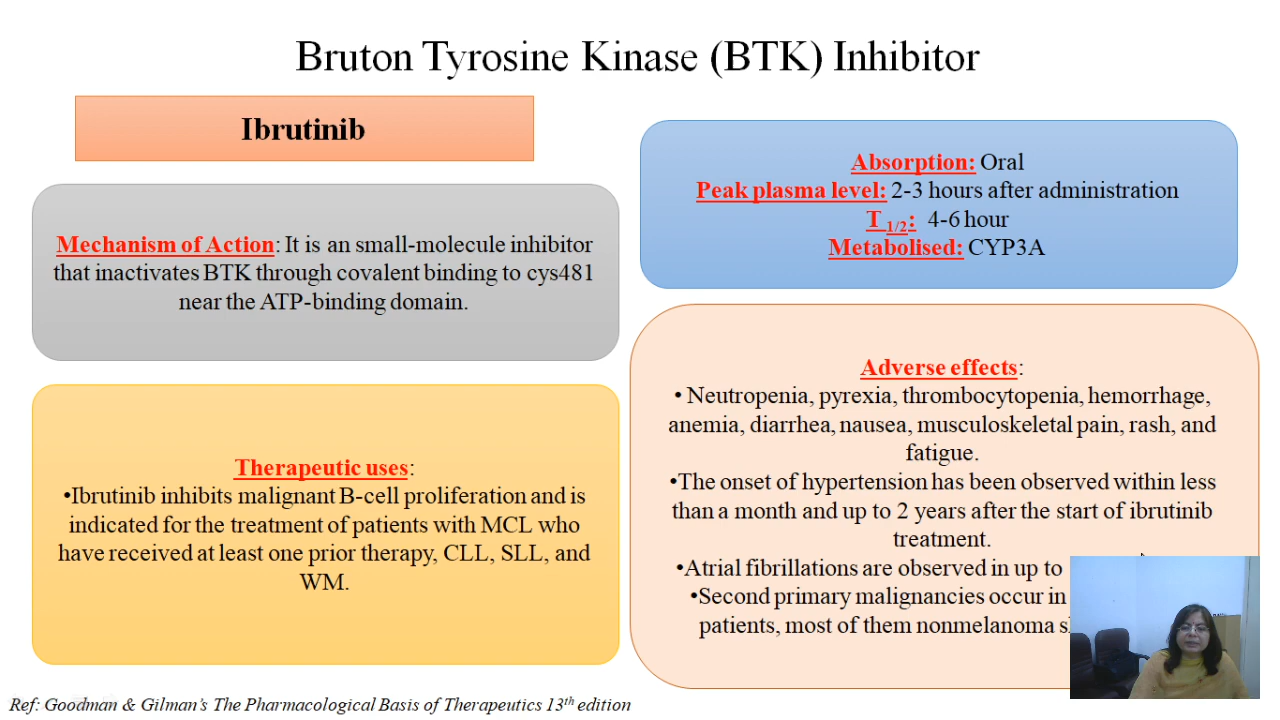 Bruton Tyrosine Kinase (BTK) Inhibitor
Ibrutinib
Mechanism of Action: It is an small-molecule inhibitor
that inactivates BTK through covalent binding to cys481
near the ATP-binding domain.
Therapeutic uses:
•Ibrutinib inhibits malignant B-cell proliferation and is
indicated for the treatment of patients with MCL who
have received at least one prior therapy, CLL, SLL, and
WM.
Absorption: Oral
Peak plasma level: 2-3 hours after administration
T 1/2: 4-6 hour
Metabolised: CYP3A
Adverse effects:
• Neutropenia, pyrexia, thrombocytopenia, hemorrhage,
anemia, diarrhea, nausea, musculoskeletal pain, rash, and
fatigue.
•The onset of hypertension has been observed within less
than a month and up to 2 years after the start of ibrutinib
treatment.
•Atrial fibrillations are observed in up to
•Second primary malignancies occur in
patients, most of them nonmelanoma
Ref: Goodman & Gilman's The Pharmacological Basis of Therapeutics 13th edition